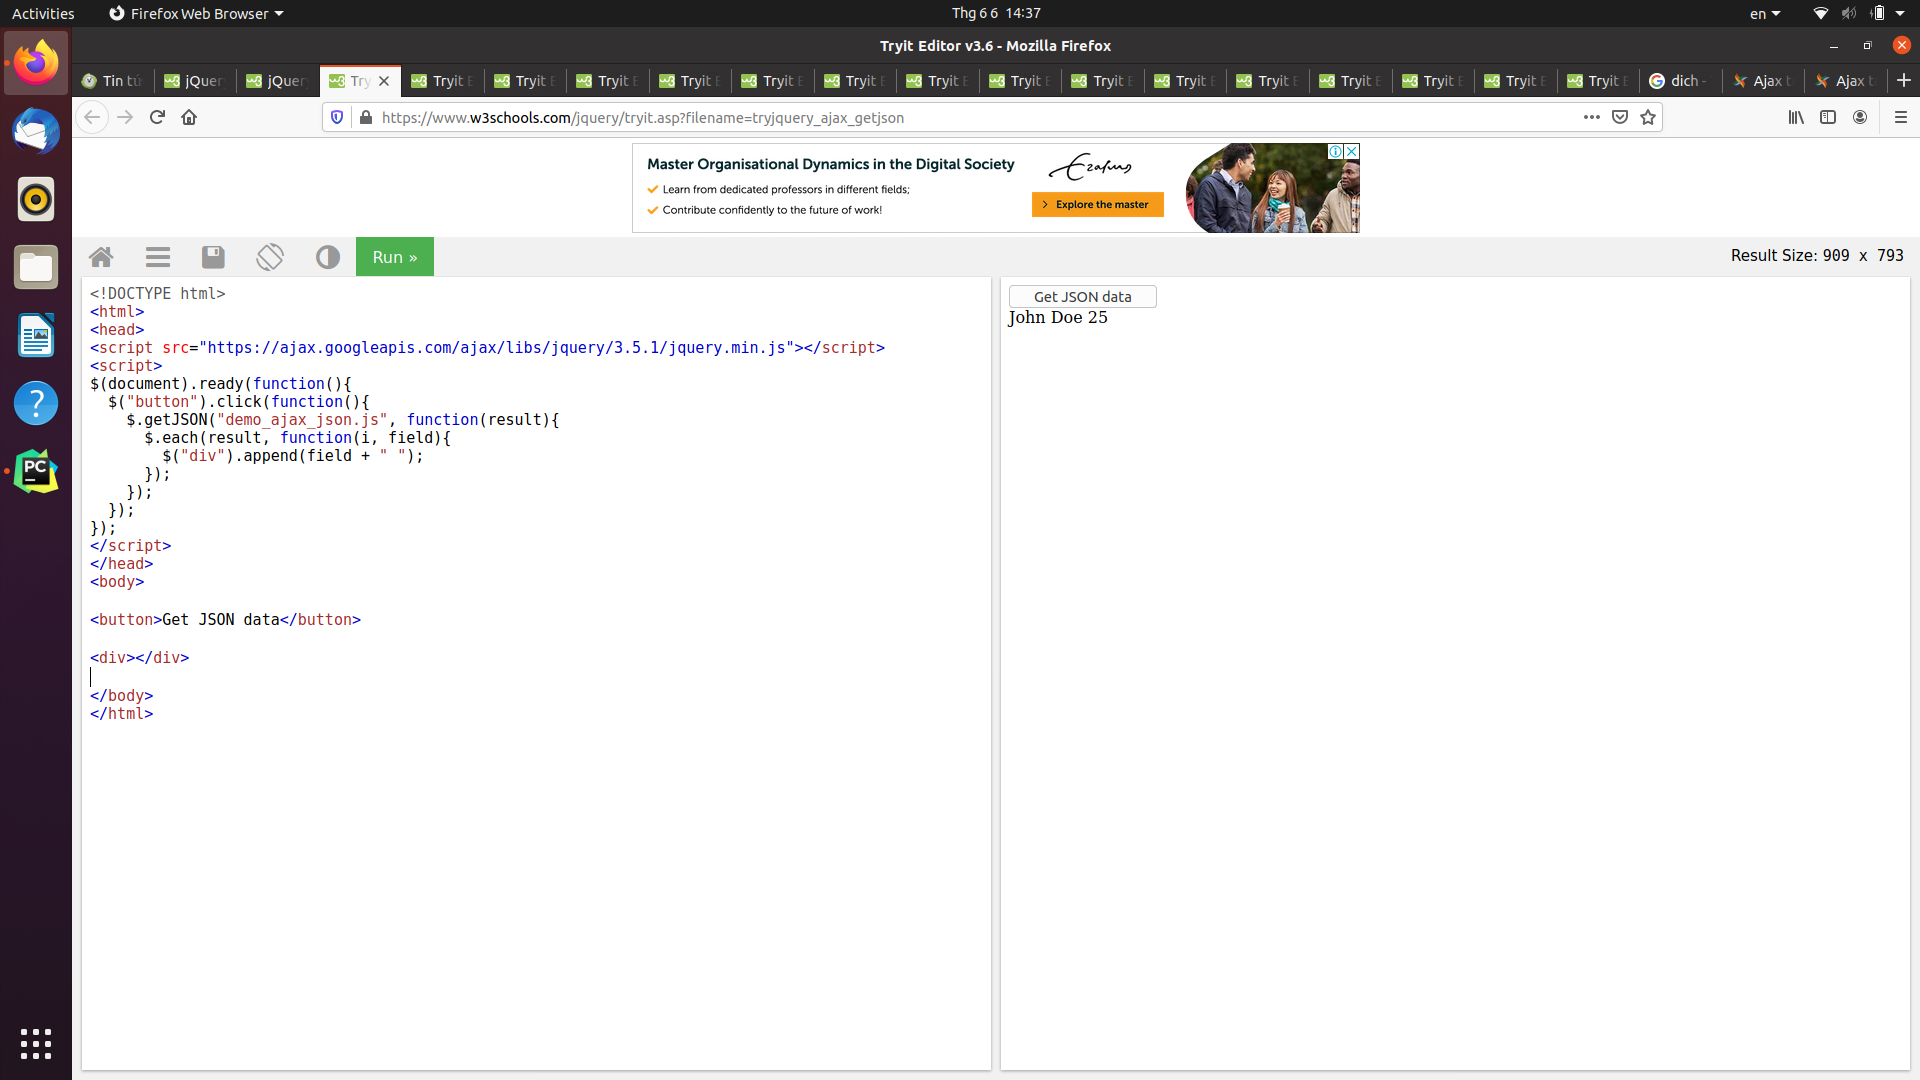 Activities Firefox Web Browser Thg 6 6 14:37 en
Tryit Editor v3.6 - Mozilla Firefox
Tin tú jQuer jQuer Try Tryit E Tryit E Tryit E Tryit E Tryit E Tryit E Tryit E Tryit E Tryit E Tryit E Tryit E Tryit E Tryit E Tryit E Tryit E dich - Ajax t Ajax t
https://www.w3schools.com/jquery/tryit.asp?filename=tryjquery_ajax_getjson
Master Organisational Dynamics in the Digital Society
Learn from dedicated professors in different fields;
Contribute confidently to the future of work!
Erasmus
> Explore the master
Run »
Result Size: 909 x 793
<!DOCTYPE html>
<html>
<head>
<script src="https://ajax.googleapis.com/ajax/libs/jquery/3.5.1/jquery.min.js"></script>
<script>
$(document).ready(function(){
  $("button").click(function(){
    $.getJSON("demo_ajax_json.js", function(result){
      $.each(result, function(i, field){
        $("div").append(field + " ");
      });
    });
  });
});
</script>
</head>
<body>
<button>Get JSON data</button>
<div></div>
</body>
</html>
Get JSON data
John Doe 25
PC